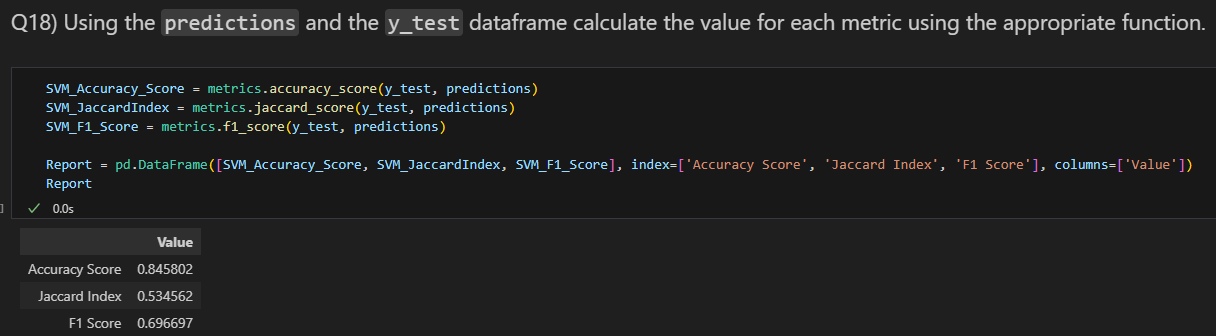 Q18) Using the predictions and the y_test dataframe calculate the value for each metric using the appropriate function.
SVM_Accuracy_Score = metrics.accuracy_score(y_test, predictions)
SVM_JaccardIndex = metrics.jaccard_score(y_test, predictions)
SVM_F1_Score = metrics.f1_score(y_test, predictions)
Report = pd.DataFrame([SVM_Accuracy_Score, SVM_JaccardIndex, SVM_F1_Score], index=['Accuracy Score', 'Jaccard Index', 'F1 Score'], columns=['Value'])
Report
] ✓ 0.0s
Value
Accuracy Score 0.845802
Jaccard Index 0.534562
F1 Score 0.696697